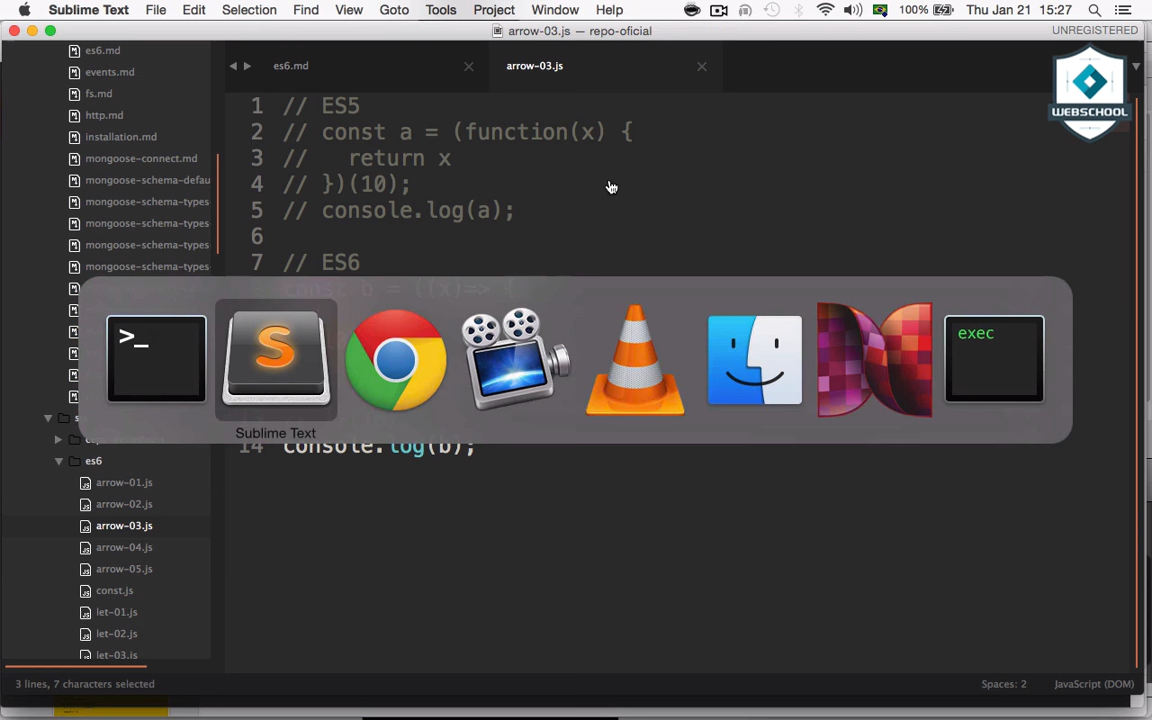 Sublime Text File Edit Selection Find View Goto Tools Project Window Help 100% Thu Jan 21 15:27
arrow-03.js — repo-oficial
UNREGISTERED
es6.md
events.md
fs.md
http.md
installation.md
mongoose-connect.md
mongoose-schema-defau
mongoose-schema-types
mongoose-schema-types
mongoose-schema-types
mongoose-schema-types
es6
arrow-01.js
arrow-02.js
arrow-03.js
arrow-04.js
arrow-05.js
const.js
let-01.js
let-02.js
let-03.js
es6.md
arrow-03.js
WEBSCHOOL
1 // ES5
2 // const a = (function(x) {
3 //   return x
4 // })(10);
5 // console.log(a);
6
7 // ES6
const b = ((x)=> {
14 console.log(b);
>_
S
exec
Sublime Text
3 lines, 7 characters selected
Spaces: 2
JavaScript (DOM)